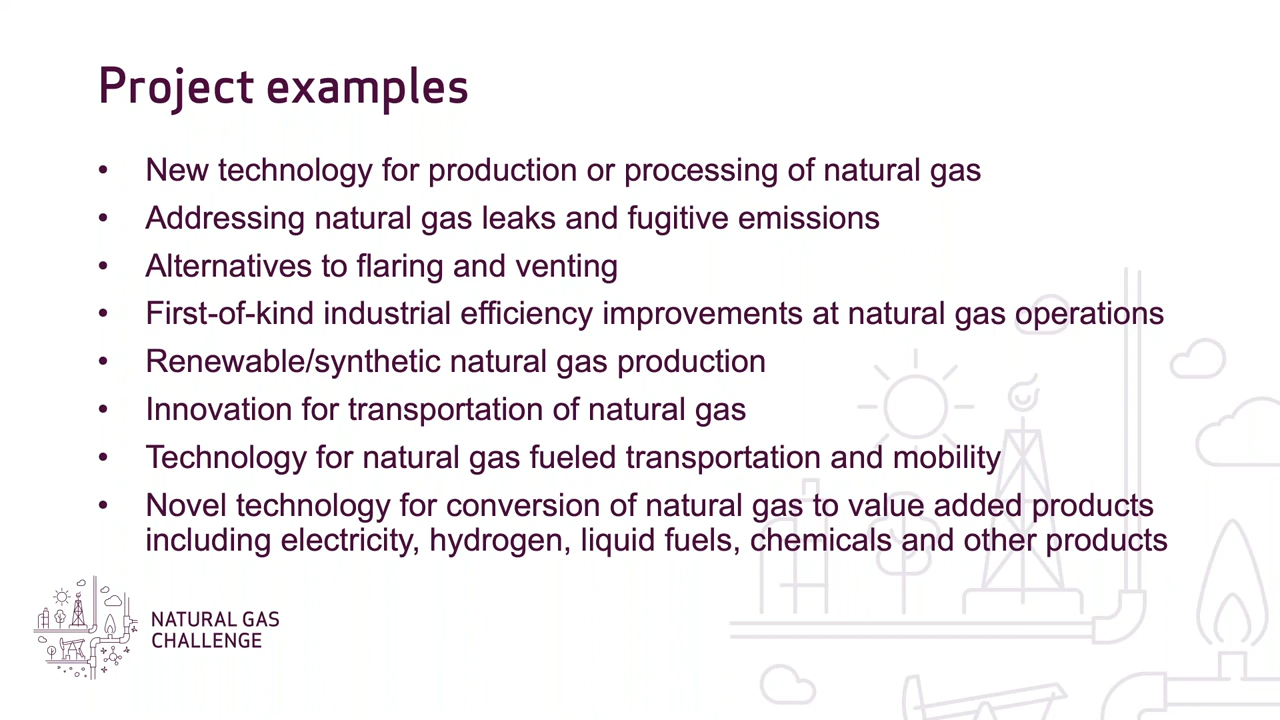 Project examples
• New technology for production or processing of natural gas
• Addressing natural gas leaks and fugitive emissions
• Alternatives to flaring and venting
• First-of-kind industrial efficiency improvements at natural gas operations
• Renewable/synthetic natural gas production
• Innovation for transportation of natural gas
• Technology for natural gas fueled transportation and mobility
• Novel technology for conversion of natural gas to value added products
including electricity, hydrogen, liquid fuels, chemicals and other products
NATURAL GAS
CHALLENGE